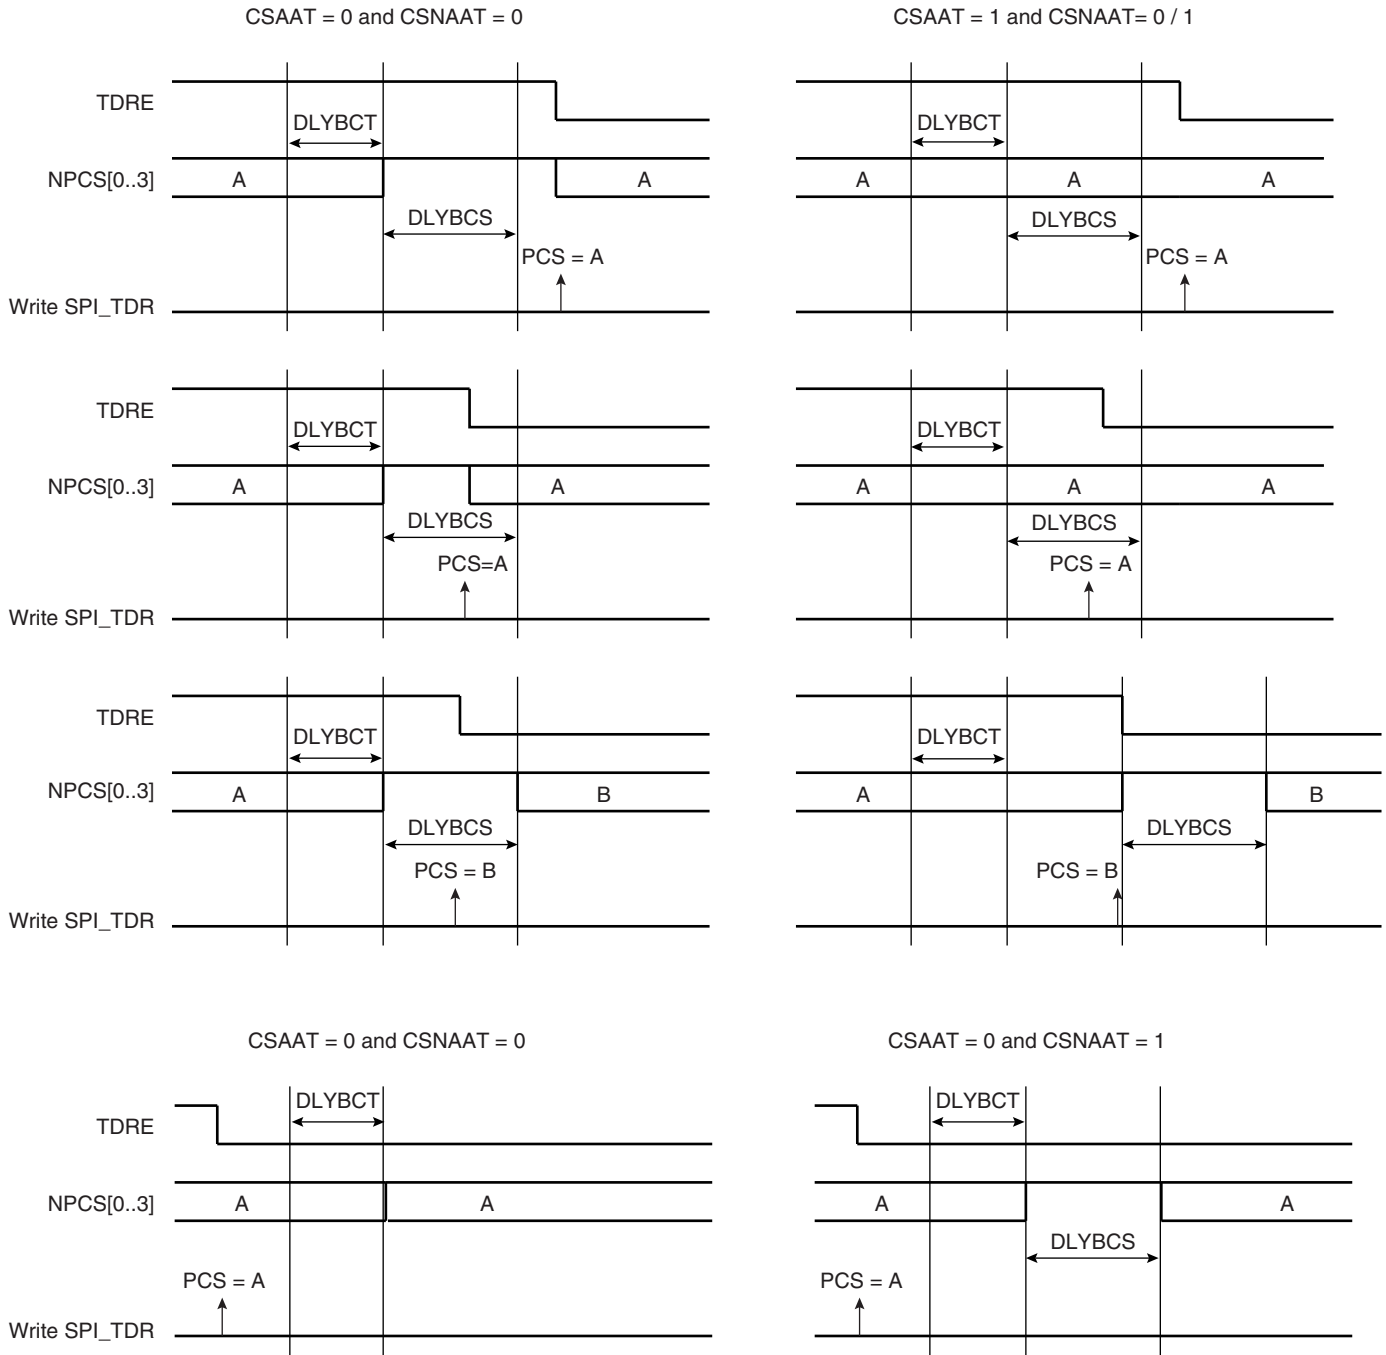 CSAAT = 0 and CSNAAT = 0
CSAAT = 1 and CSNAAT= 0 / 1
TDRE
DLYBCT
DLYBCT
NPCS[0..3]
A
A
A
A
A
DLYBCS
DLYBCS
PCS = A
PCS = A
Write SPI_TDR
TDRE
DLYBCT
DLYBCT
NPCS[0..3]
A
A
A
A
A
DLYBCS
DLYBCS
PCS=A
PCS = A
Write SPI_TDR
TDRE
DLYBCT
DLYBCT
NPCS[0..3]
A
B
A
B
DLYBCS
DLYBCS
PCS = B
PCS = B
Write SPI_TDR
CSAAT = 0 and CSNAAT = 0
CSAAT = 0 and CSNAAT = 1
DLYBCT
DLYBCT
TDRE
NPCS[0..3]
A
A
A
A
DLYBCS
PCS = A
PCS = A
Write SPI_TDR